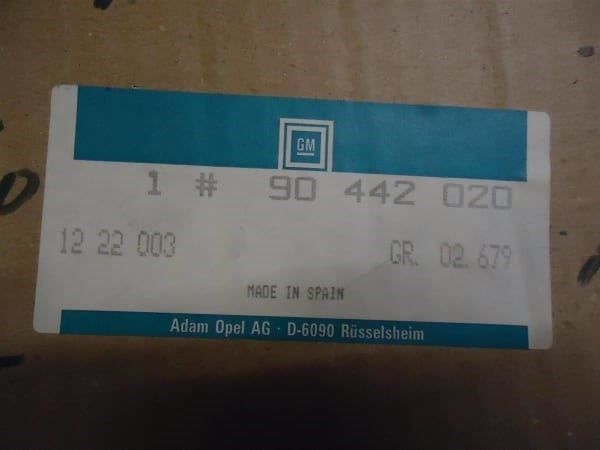 GM
1 # 90 442 020
12 22 003 GR. 02.679
MADE IN SPAIN
Adam Opel AG · D-6090 Rüsselsheim